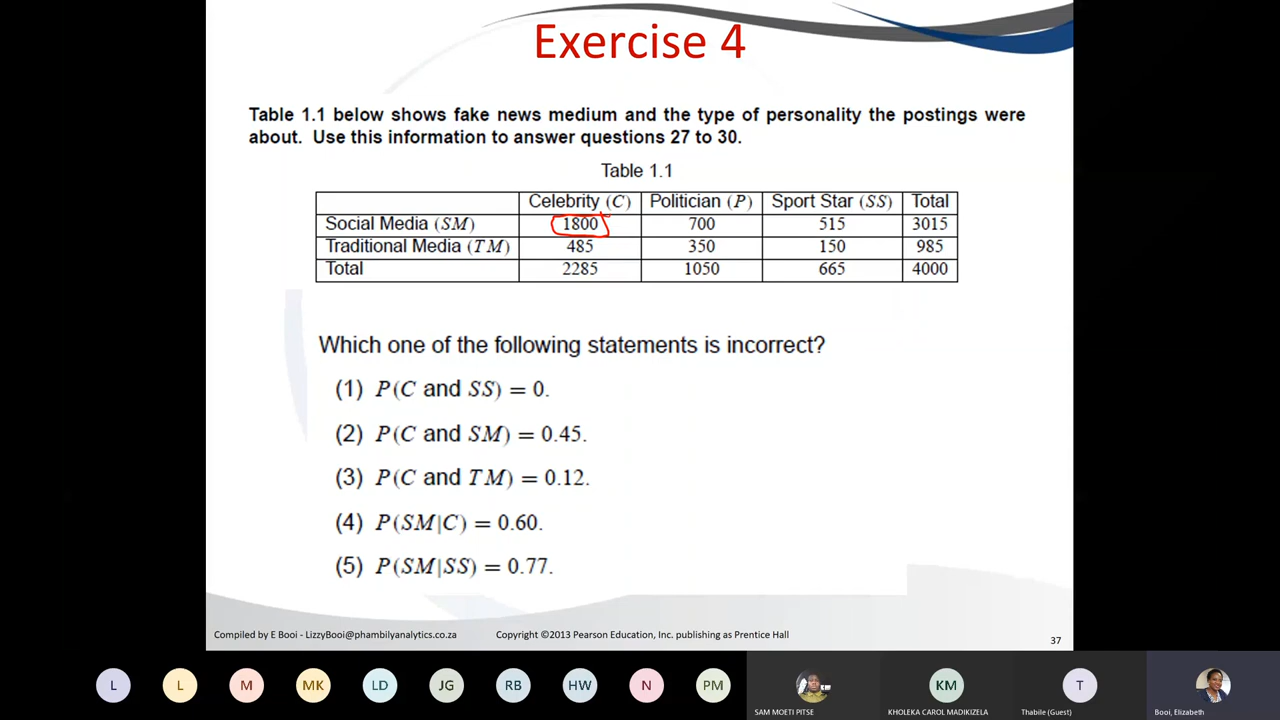 Exercise 4
Table 1.1 below shows fake news medium and the type of personality the postings were
about. Use this information to answer questions 27 to 30.
Table 1.1
Celebrity (C) Politician (P) Sport Star (SS) Total
Social Media (SM) 1800 700 515 3015
Traditional Media (TM) 485 350 150 985
Total 2285 1050 665 4000
Which one of the following statements is incorrect?
(1) P(C and SS) = 0.
(2) P(C and SM) = 0.45.
(3) P(C and TM) = 0.12.
(4) P(SM|C) = 0.60.
(5) P(SM|SS) = 0.77.
Compiled by E Booi - LizzyBooi@phambilyanalytics.co.za Copyright ©2013 Pearson Education, Inc. publishing as Prentice Hall 37
L L M MK LD JG RB HW N PM KM T
SAM MOETI PITSE KHOLEKA CAROL MADIKIZELA Thabile (Guest) Booi, Elizabeth